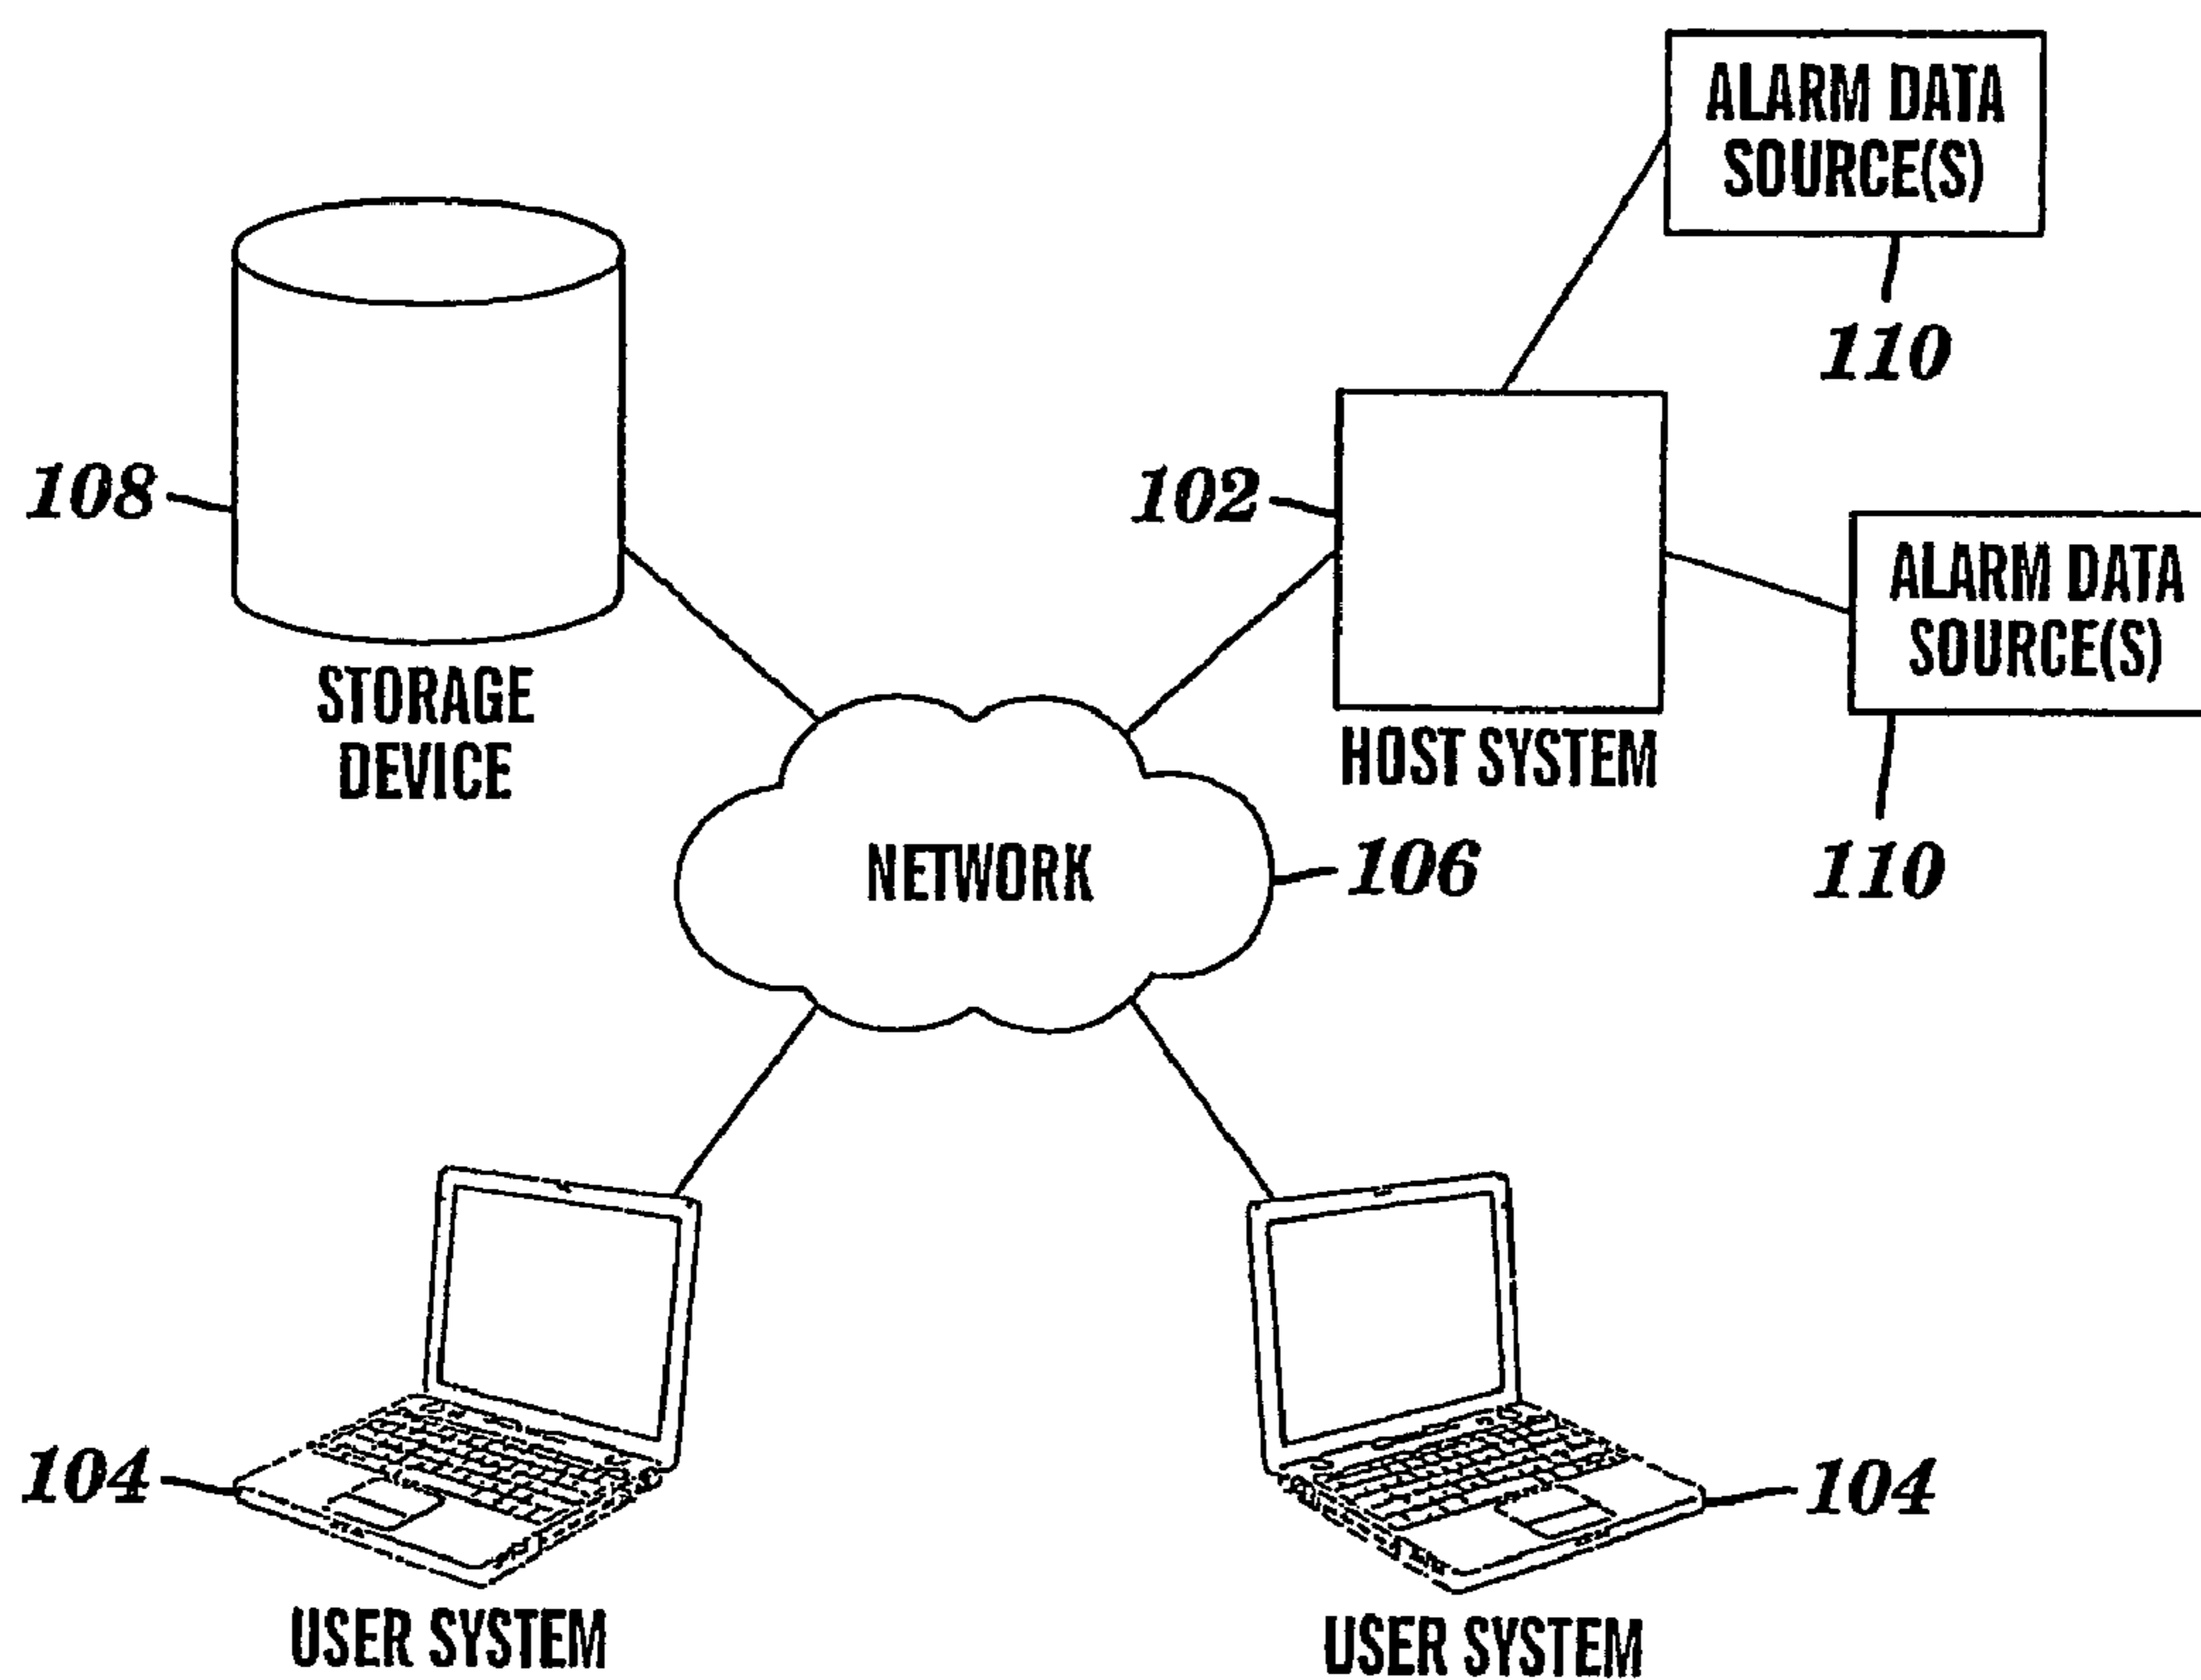 ALARM DATA
SOURCE(S)
110
108
102
ALARM DATA
SOURCE(S)
STORAGE
DEVICE
HOST SYSTEM
110
NETWORK
106
104
104
USER SYSTEM
USER SYSTEM